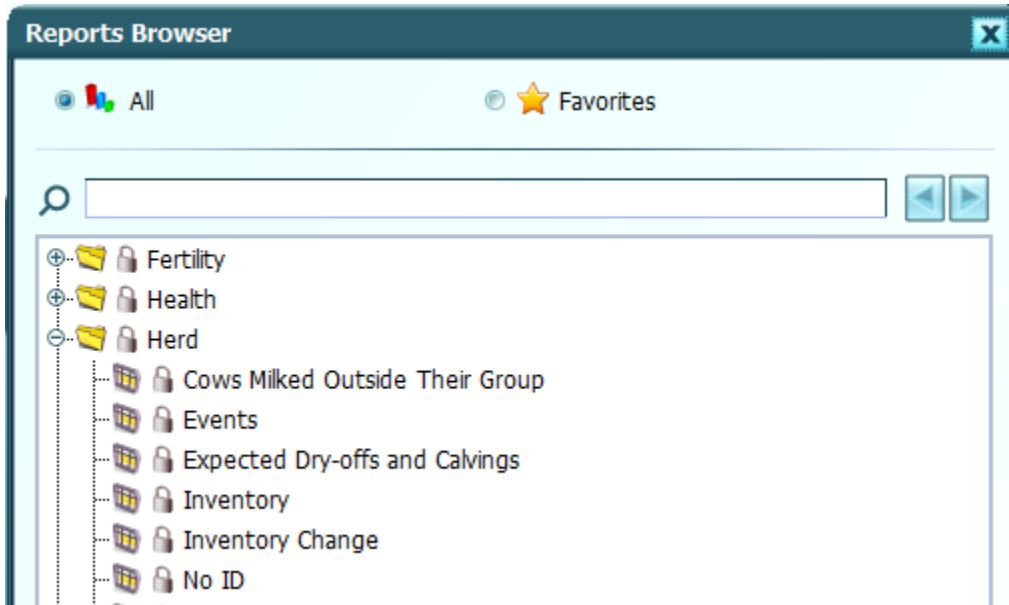 Reports Browser
All Favorites
Fertility
Health
Herd
Cows Milked Outside Their Group
Events
Expected Dry-offs and Calvings
Inventory
Inventory Change
No ID